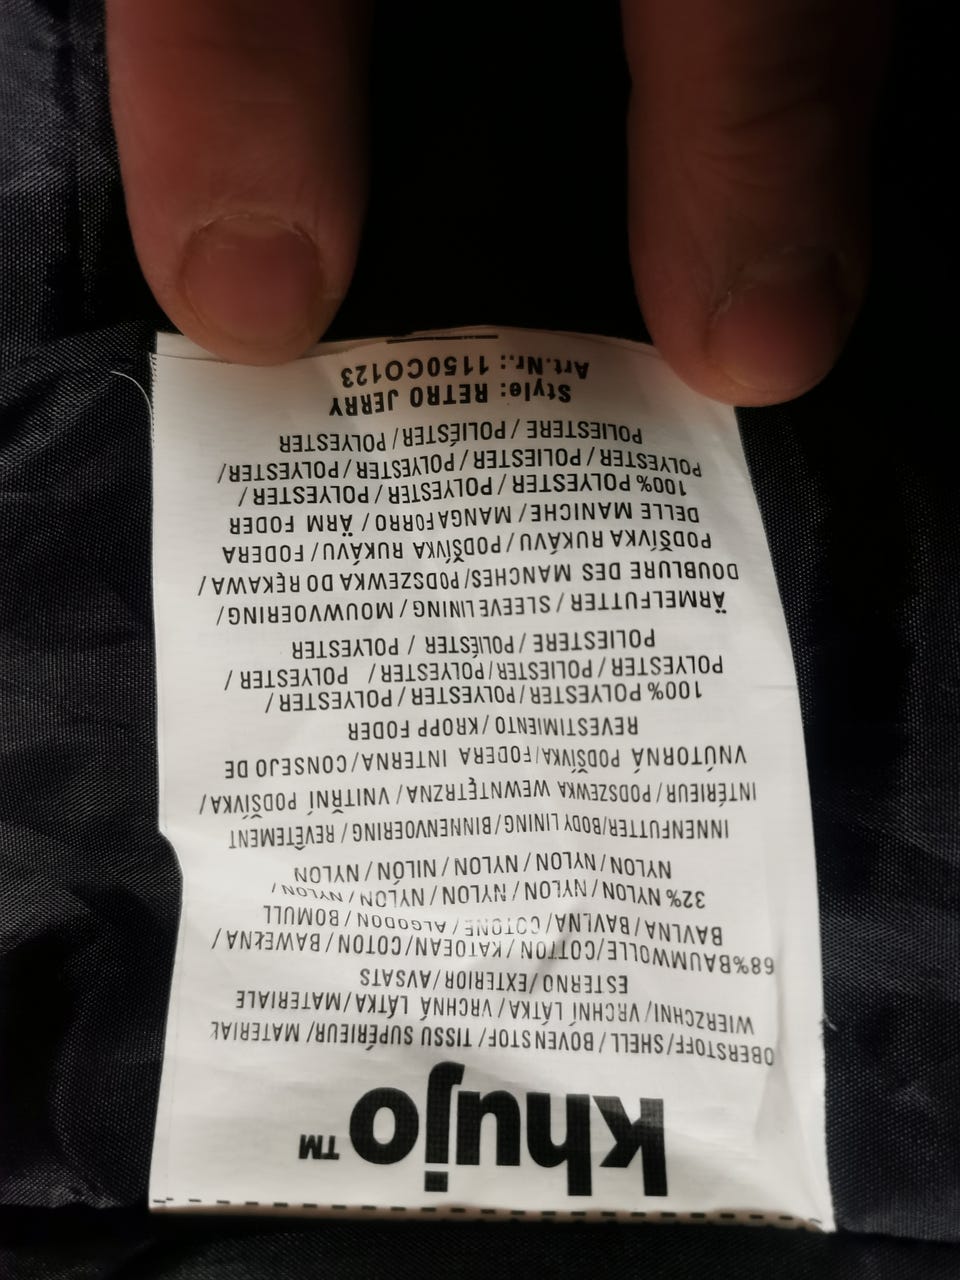 khujo™
OBERSTOFF/SHELL/BOVENSTOF/TISSU SUPÉRIEUR/MATERIAŁ
WIERZCHNI/VRCHNÍ LÁTKA/VRCHNÁ LÁTKA/MATERIALE
ESTERNO/EXTERIOR/AVSATS
68%BAUMWOLLE/COTTON/KATOEAN/COTON/BAWEŁNA/
BAVLNA/BAVLNA/COTONE/ALGODON/BOMULL
32% NYLON/NYLON/NYLON/NYLON/NYLON/
NYLON/NYLON/NYLON/NILÓN/NYLON
INNENFUTTER/BODY LINING/BINNENVOERING/REVÊTEMENT
INTÉRIEUR/PODSZEWKA WEWNĘTRZNA/VNITŘNÍ PODŠÍVKA/
VNÚTORNÁ PODŠÍVKA/FODERA INTERNA/CONSEJO DE
REVESTIMIENTO/KROPP FODER
100% POLYESTER/POLYESTER/POLYESTER/
POLYESTER/POLIESTER/POLYESTER/ POLYESTER/
POLIESTERE/POLIÉSTER/POLYESTER
ÄRMELFUTTER/SLEEVE LINING/MOUWVOERING/
DOUBLURE DES MANCHES/PODSZEWKA DO RĘKAWA/
PODŠÍVKA RUKÁVU/PODŠÍVKA RUKÁVU/FODERA
DELLE MANICHE/MANGA FORRO/ÄRM FODER
100% POLYESTER/POLYESTER/POLYESTER/
POLYESTER/POLIESTER/POLYESTER/POLYESTER/
POLIESTERE/POLIÉSTER/POLYESTER
Style: RETRO JERRY
Art.Nr.: 1150CO123